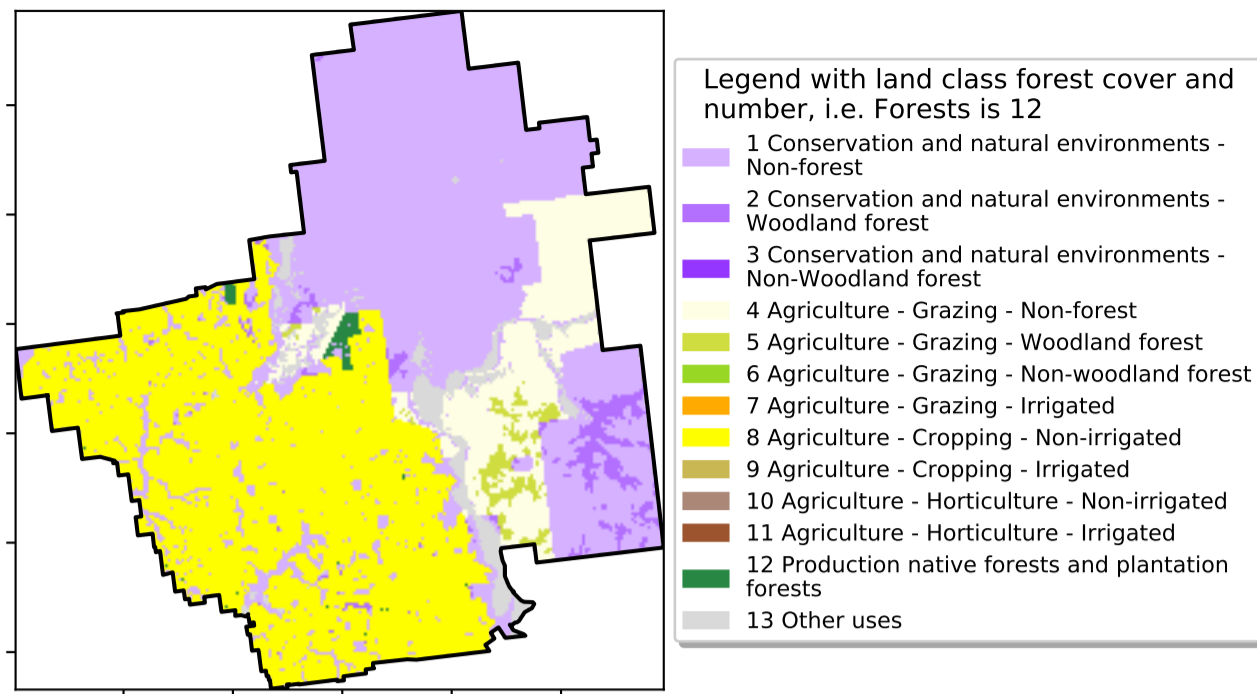 Legend with land class forest cover and
number, i.e. Forests is 12
1 Conservation and natural environments -
Non-forest
2 Conservation and natural environments -
Woodland forest
3 Conservation and natural environments -
Non-Woodland forest
4 Agriculture - Grazing - Non-forest
5 Agriculture - Grazing - Woodland forest
6 Agriculture - Grazing - Non-woodland forest
7 Agriculture - Grazing - Irrigated
8 Agriculture - Cropping - Non-irrigated
9 Agriculture - Cropping - Irrigated
10 Agriculture - Horticulture - Non-irrigated
11 Agriculture - Horticulture - Irrigated
12 Production native forests and plantation
forests
13 Other uses